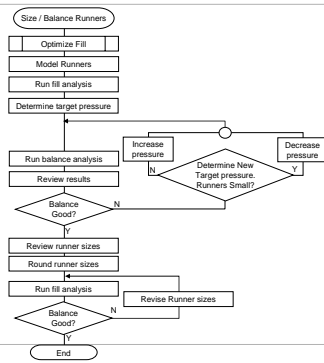 Size / Balance Runners
Optimize Fill
Model Runners
Run fill analysis
Determine target pressure
Increase
pressure
Decrease
pressure
Determine New
Target pressure.
Runners Small?
N
Y
Run balance analysis
Review results
Balance
Good?
N
Y
Review runner sizes
Round runner sizes
Run fill analysis
Revise Runner sizes
Balance
Good?
N
Y
End